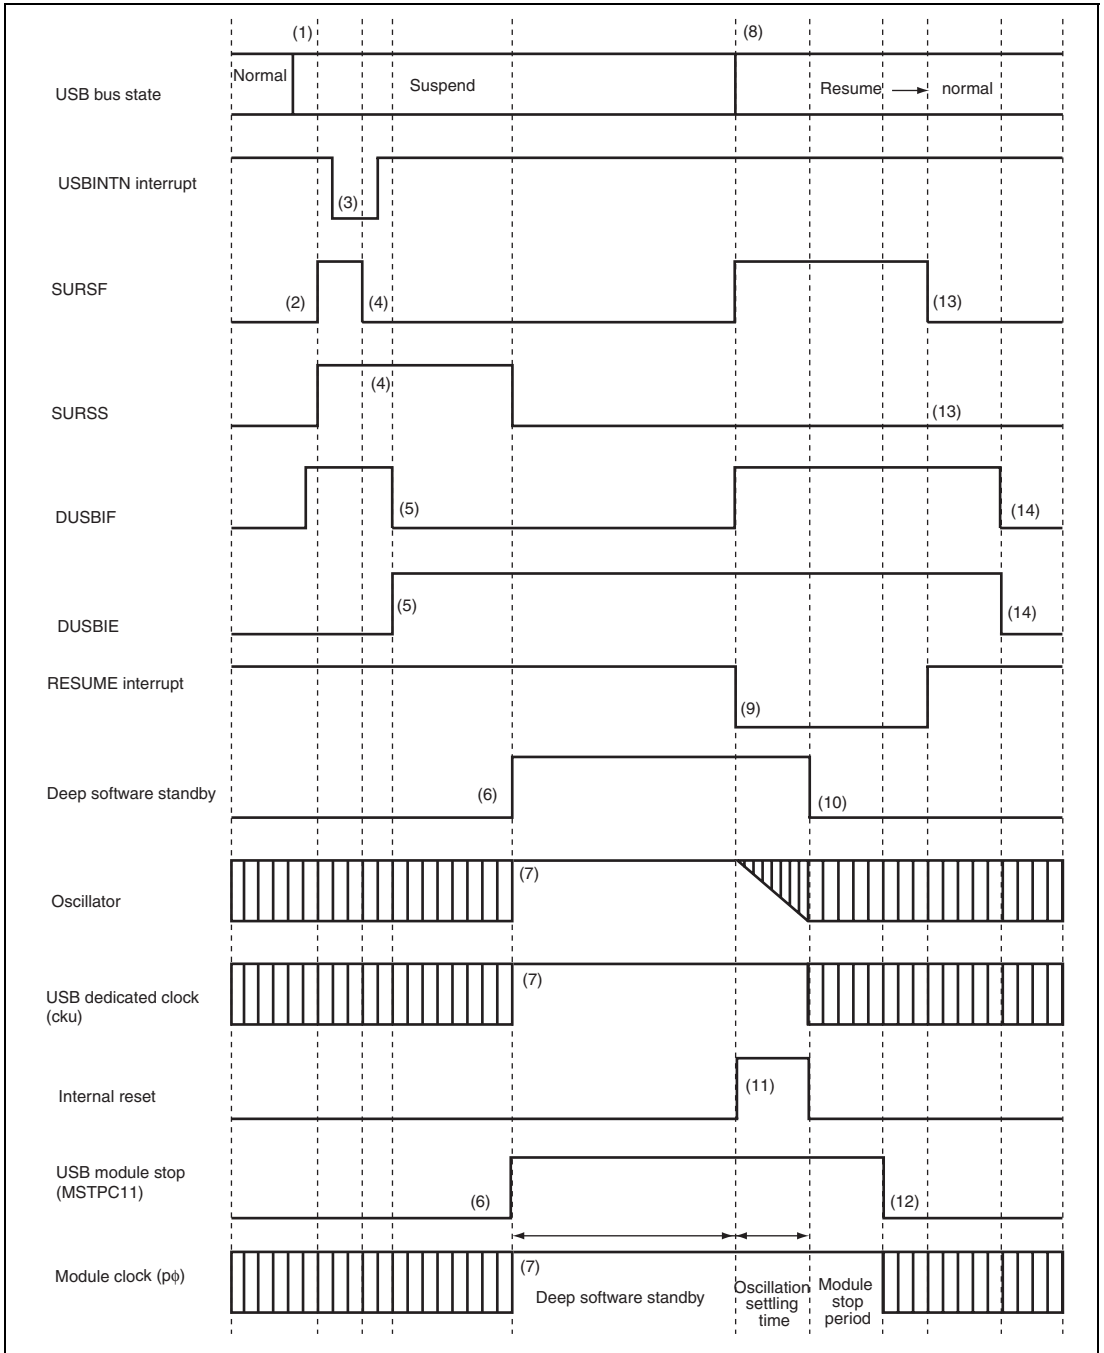 (1)
(8)
Normal
Suspend
Resume
normal
USB bus state
USBINTN interrupt
(3)
SURSF
(2)
(4)
(13)
SURSS
(4)
(13)
DUSBIF
(5)
(14)
DUSBIE
(5)
(14)
RESUME interrupt
(9)
Deep software standby
(6)
(10)
Oscillator
(7)
USB dedicated clock
(cku)
(7)
Internal reset
(11)
USB module stop
(MSTPC11)
(6)
(12)
Module clock (pϕ)
(7)
Deep software standby
Oscillation
settling
time
Module
stop
period